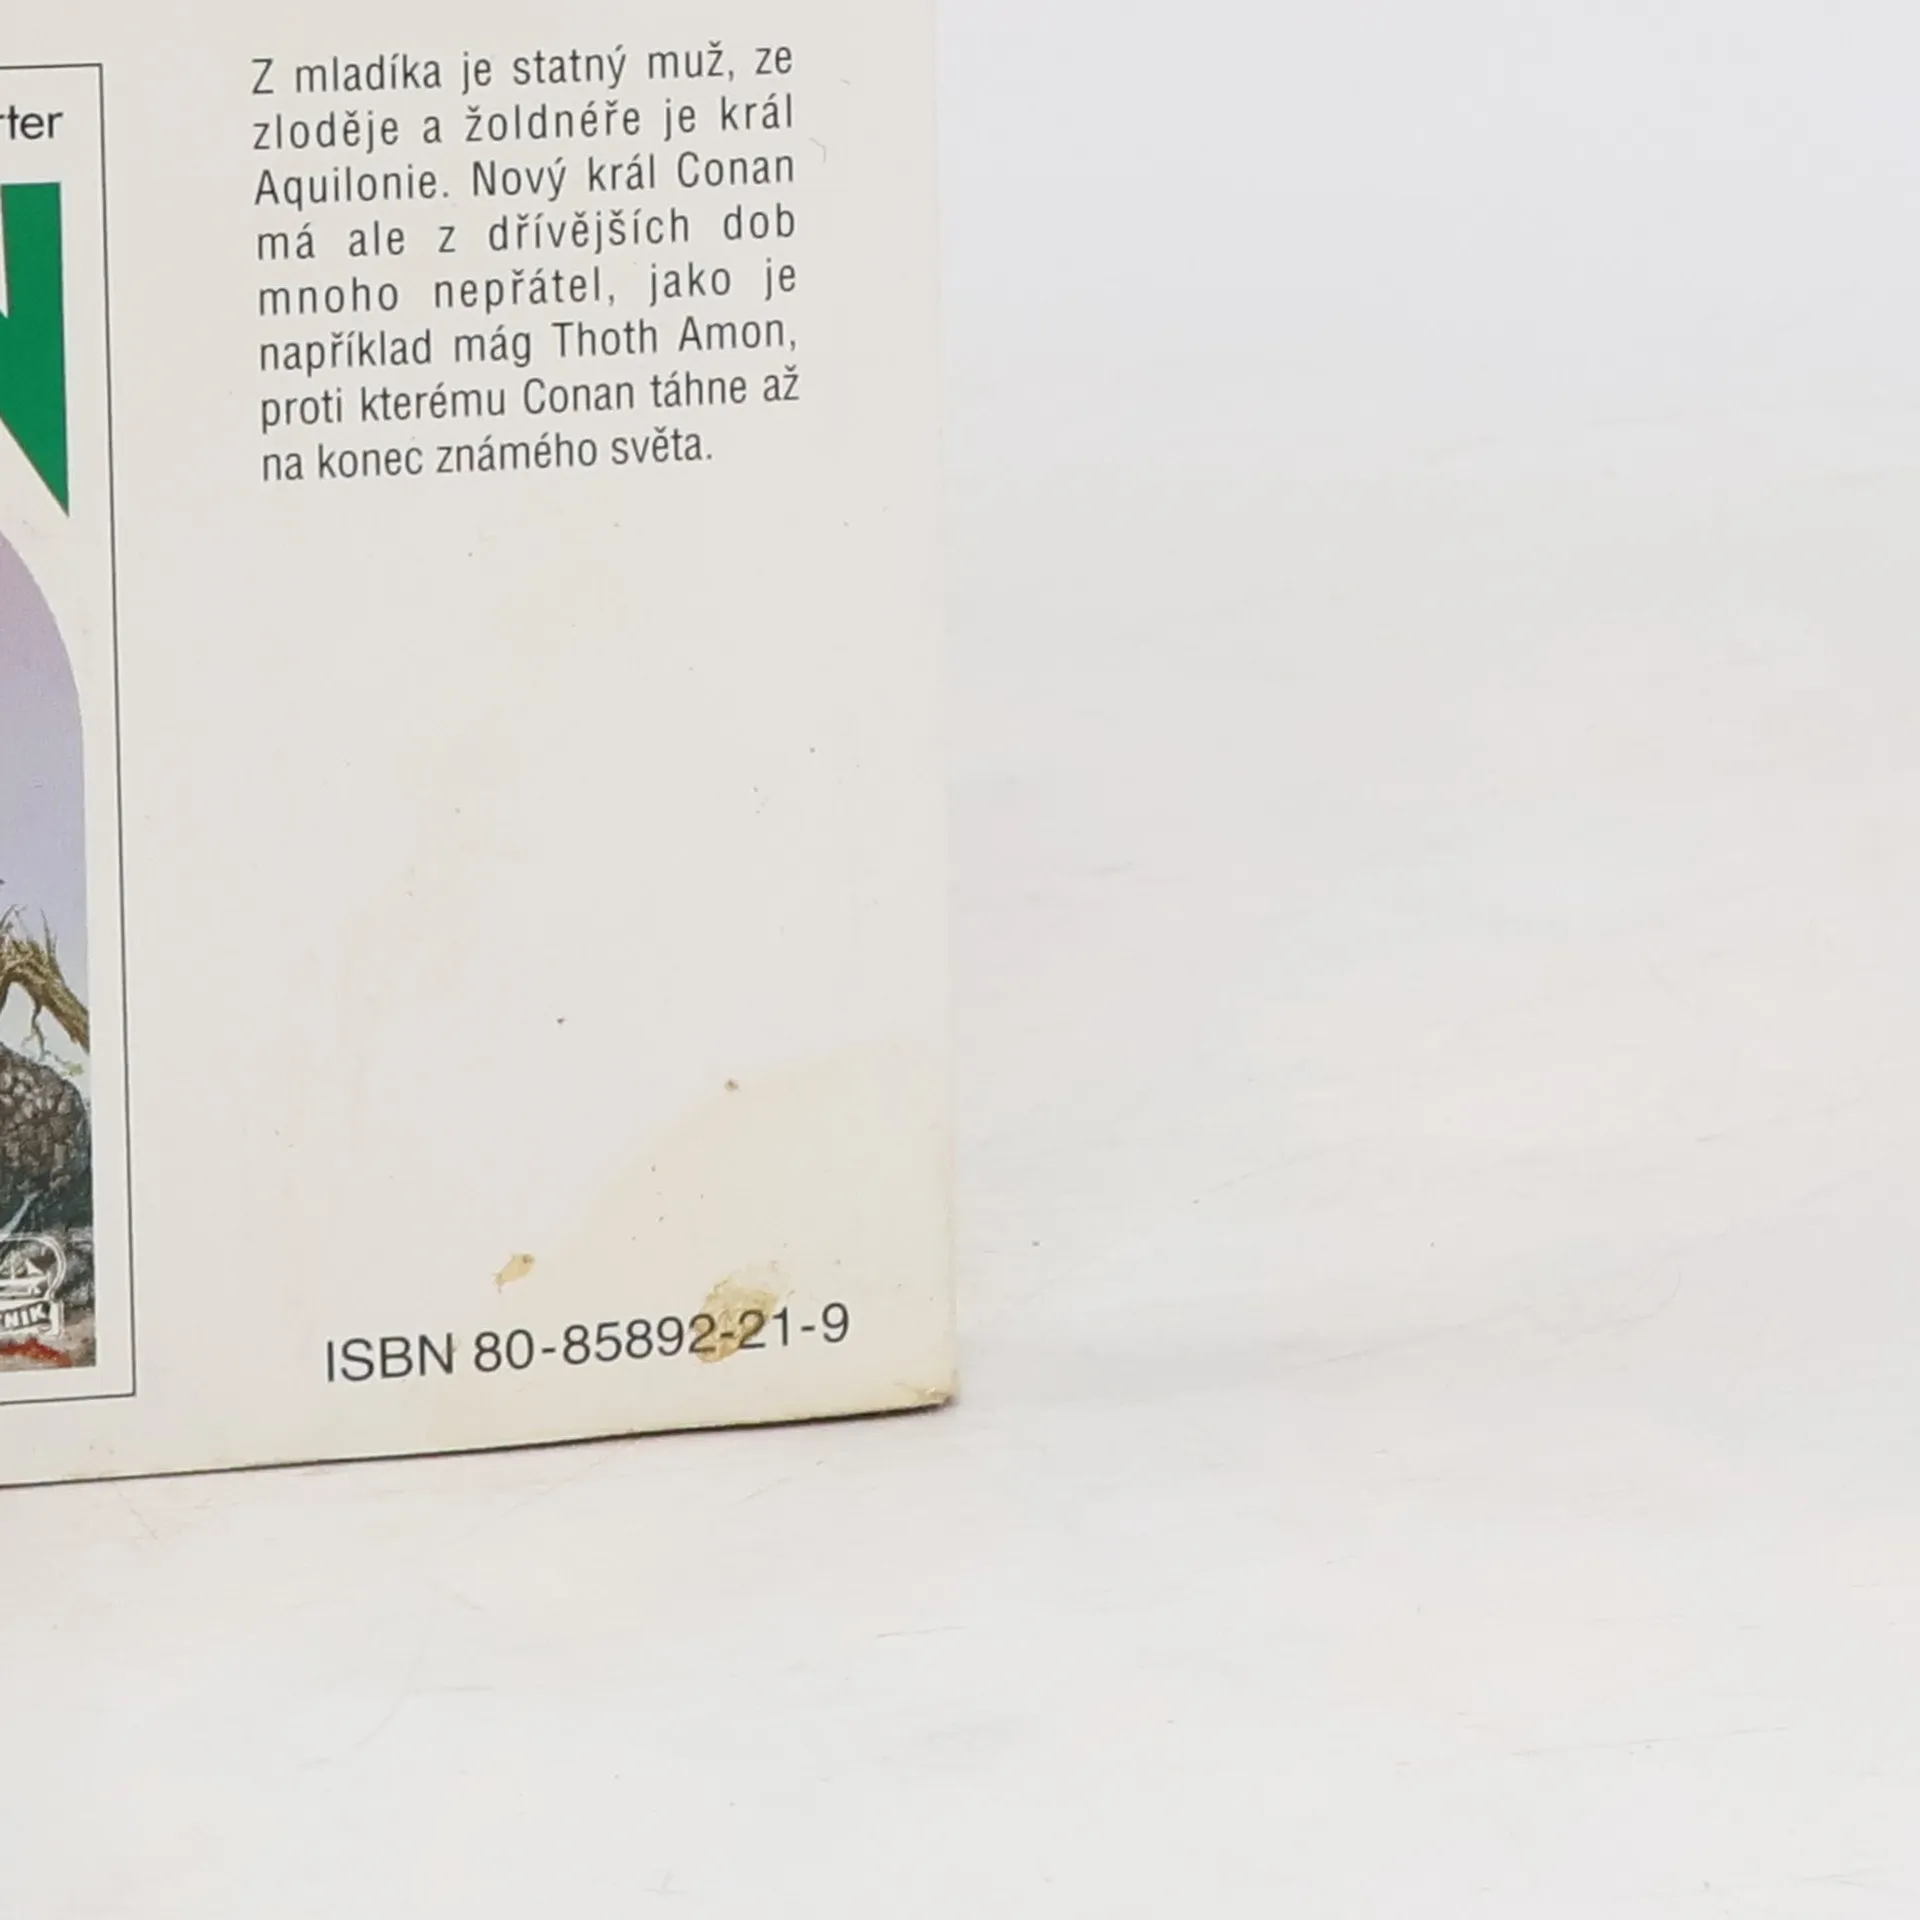 rter
Z mladíka je statný muž, ze
zloděje a žoldnéře je král
Aquilonie. Nový král Conan
má ale z dřívějších dob
mnoho nepřátel, jako je
například mág Thoth Amon,
proti kterému Conan táhne až
na konec známého světa.
TNIK
ISBN 80-85892-21-9